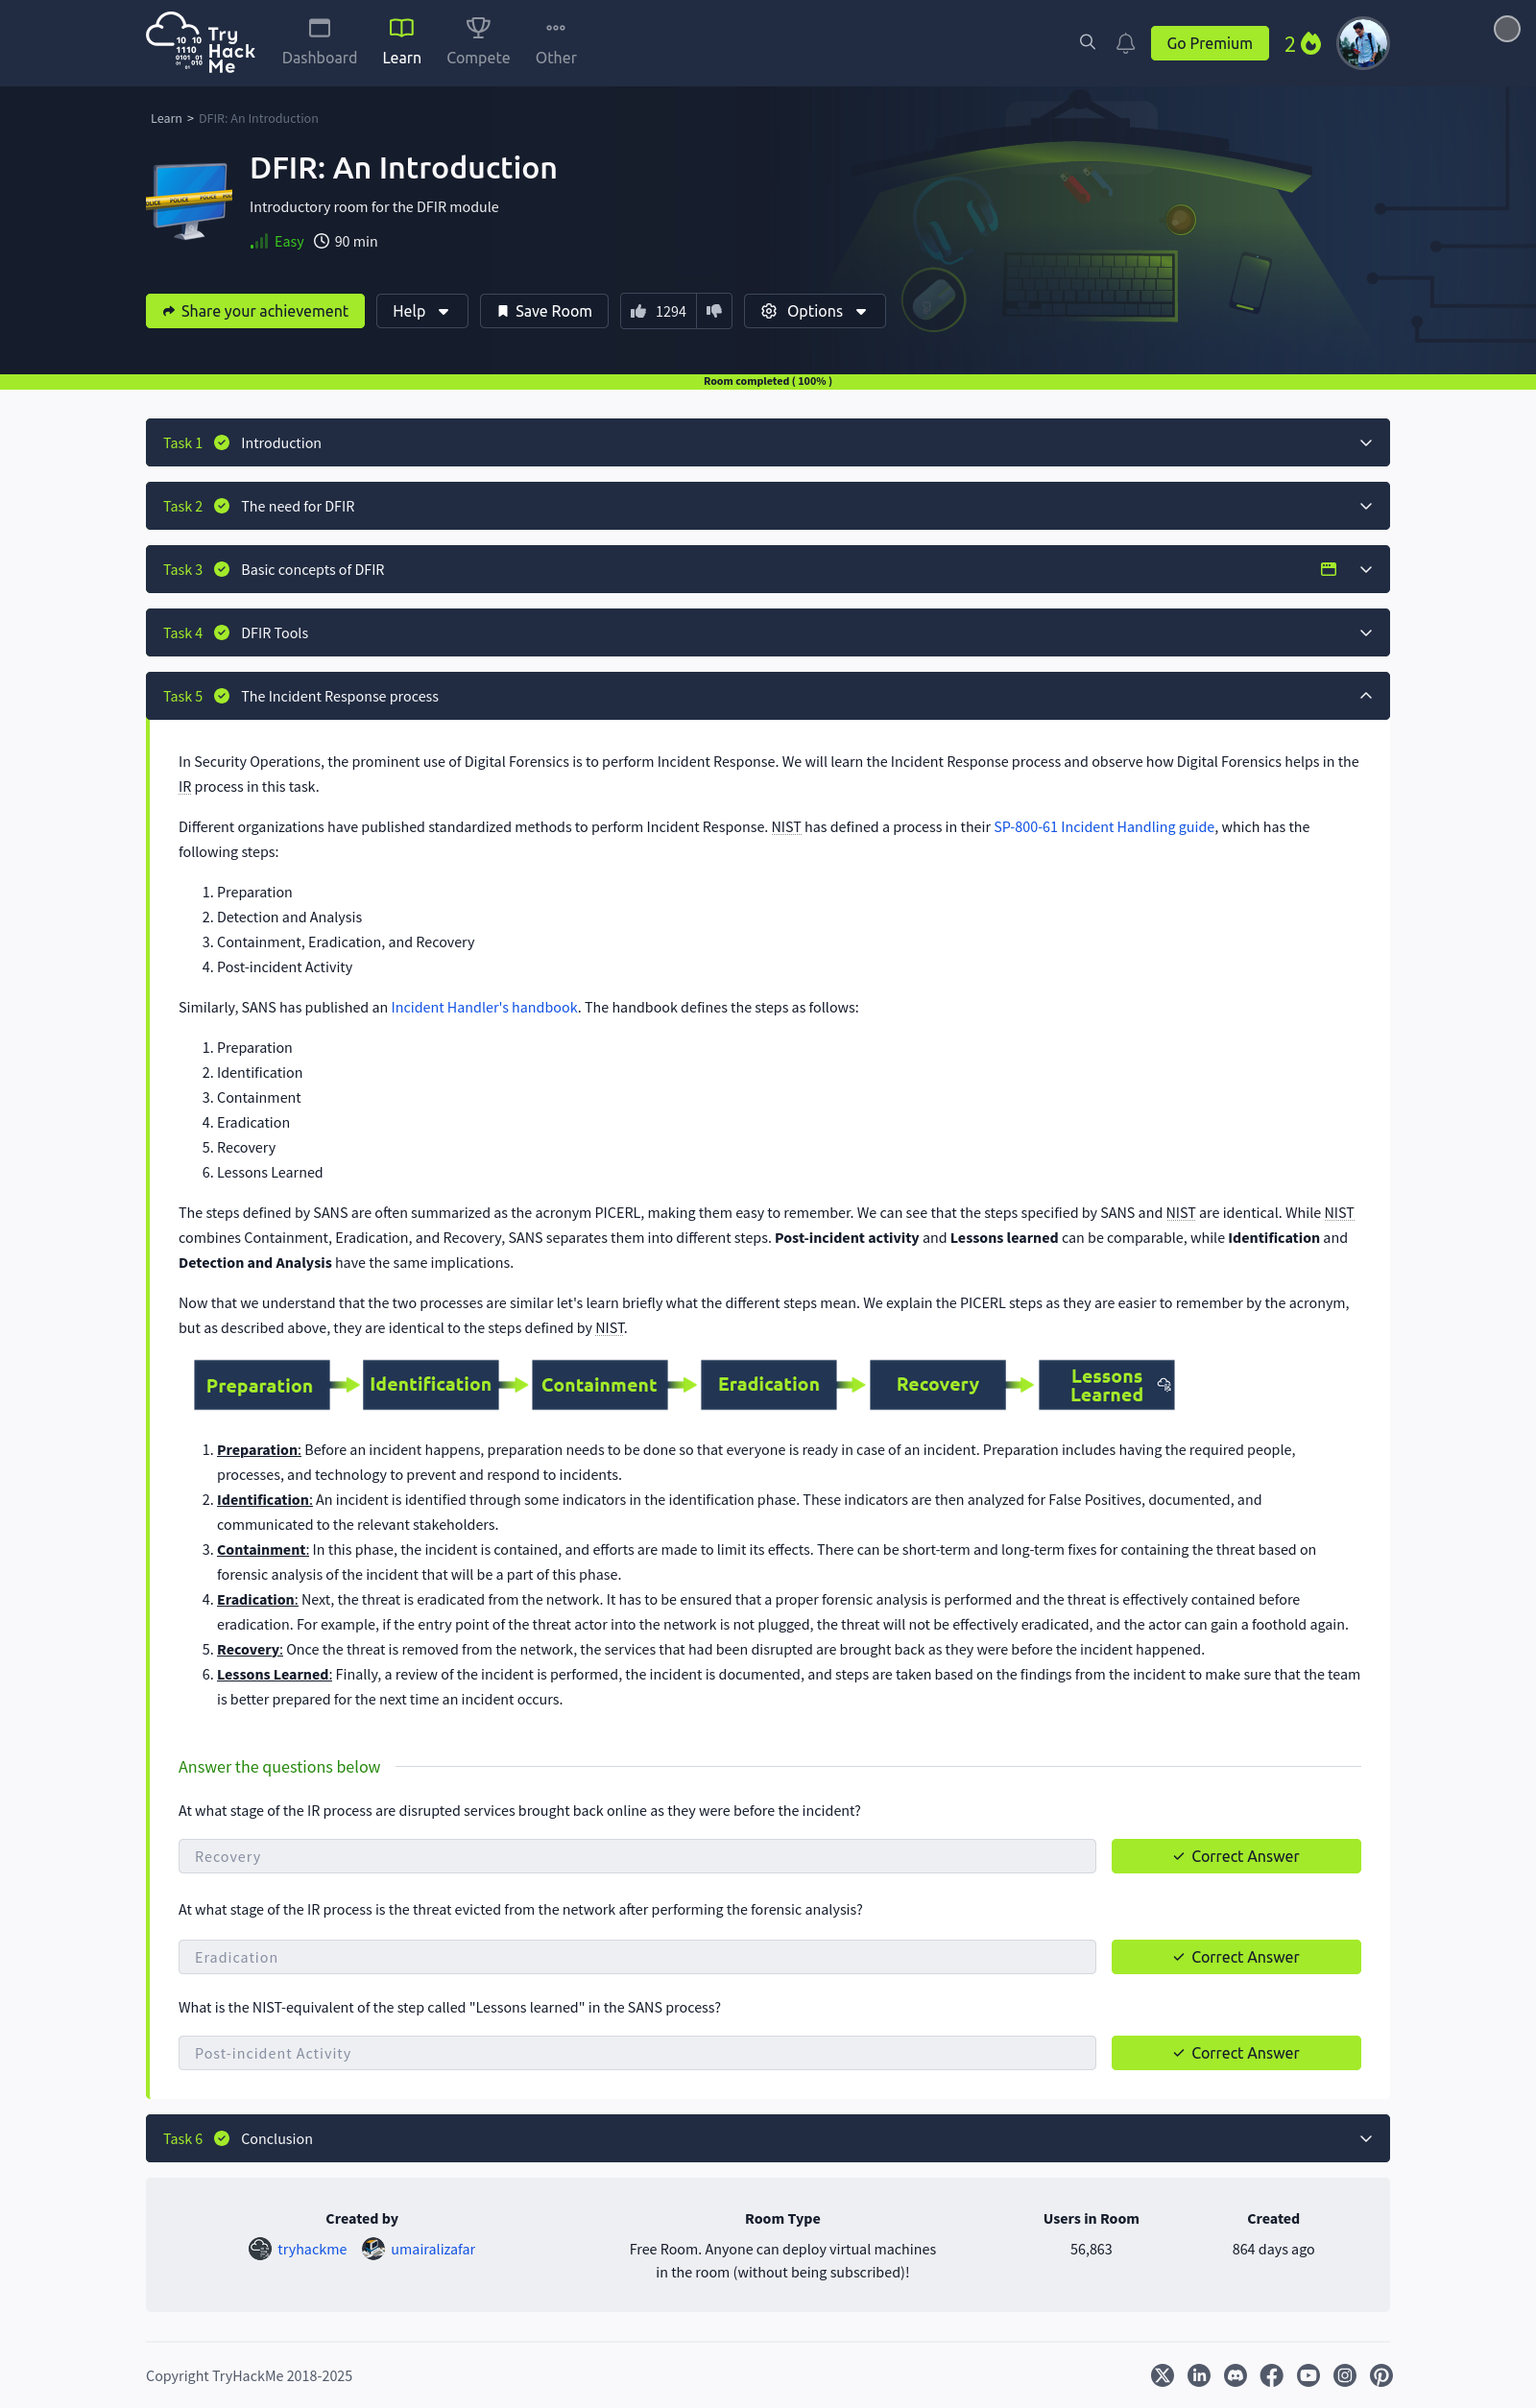 Try Hack Me
Dashboard
Learn
Compete
Other
Go Premium
2
Learn > DFIR: An Introduction
DFIR: An Introduction
Introductory room for the DFIR module
Easy 90 min
Share your achievement
Help
Save Room
1294
Options
Room completed ( 100% )
Task 1 Introduction
Task 2 The need for DFIR
Task 3 Basic concepts of DFIR
Task 4 DFIR Tools
Task 5 The Incident Response process
In Security Operations, the prominent use of Digital Forensics is to perform Incident Response. We will learn the Incident Response process and observe how Digital Forensics helps in the
IR process in this task.
Different organizations have published standardized methods to perform Incident Response. NIST has defined a process in their SP-800-61 Incident Handling guide, which has the
following steps:
1. Preparation
2. Detection and Analysis
3. Containment, Eradication, and Recovery
4. Post-incident Activity
Similarly, SANS has published an Incident Handler's handbook. The handbook defines the steps as follows:
1. Preparation
2. Identification
3. Containment
4. Eradication
5. Recovery
6. Lessons Learned
The steps defined by SANS are often summarized as the acronym PICERL, making them easy to remember. We can see that the steps specified by SANS and NIST are identical. While NIST
combines Containment, Eradication, and Recovery, SANS separates them into different steps. Post-incident activity and Lessons learned can be comparable, while Identification and
Detection and Analysis have the same implications.
Now that we understand that the two processes are similar let's learn briefly what the different steps mean. We explain the PICERL steps as they are easier to remember by the acronym,
but as described above, they are identical to the steps defined by NIST.
Preparation
Identification
Containment
Eradication
Recovery
Lessons
Learned
1. Preparation: Before an incident happens, preparation needs to be done so that everyone is ready in case of an incident. Preparation includes having the required people,
processes, and technology to prevent and respond to incidents.
2. Identification: An incident is identified through some indicators in the identification phase. These indicators are then analyzed for False Positives, documented, and
communicated to the relevant stakeholders.
3. Containment: In this phase, the incident is contained, and efforts are made to limit its effects. There can be short-term and long-term fixes for containing the threat based on
forensic analysis of the incident that will be a part of this phase.
4. Eradication: Next, the threat is eradicated from the network. It has to be ensured that a proper forensic analysis is performed and the threat is effectively contained before
eradication. For example, if the entry point of the threat actor into the network is not plugged, the threat will not be effectively eradicated, and the actor can gain a foothold again.
5. Recovery: Once the threat is removed from the network, the services that had been disrupted are brought back as they were before the incident happened.
6. Lessons Learned: Finally, a review of the incident is performed, the incident is documented, and steps are taken based on the findings from the incident to make sure that the team
is better prepared for the next time an incident occurs.
Answer the questions below
At what stage of the IR process are disrupted services brought back online as they were before the incident?
Recovery
Correct Answer
At what stage of the IR process is the threat evicted from the network after performing the forensic analysis?
Eradication
Correct Answer
What is the NIST-equivalent of the step called "Lessons learned" in the SANS process?
Post-incident Activity
Correct Answer
Task 6 Conclusion
Created by
tryhackme umairalizafar
Room Type
Free Room. Anyone can deploy virtual machines
in the room (without being subscribed)!
Users in Room
56,863
Created
864 days ago
Copyright TryHackMe 2018-2025